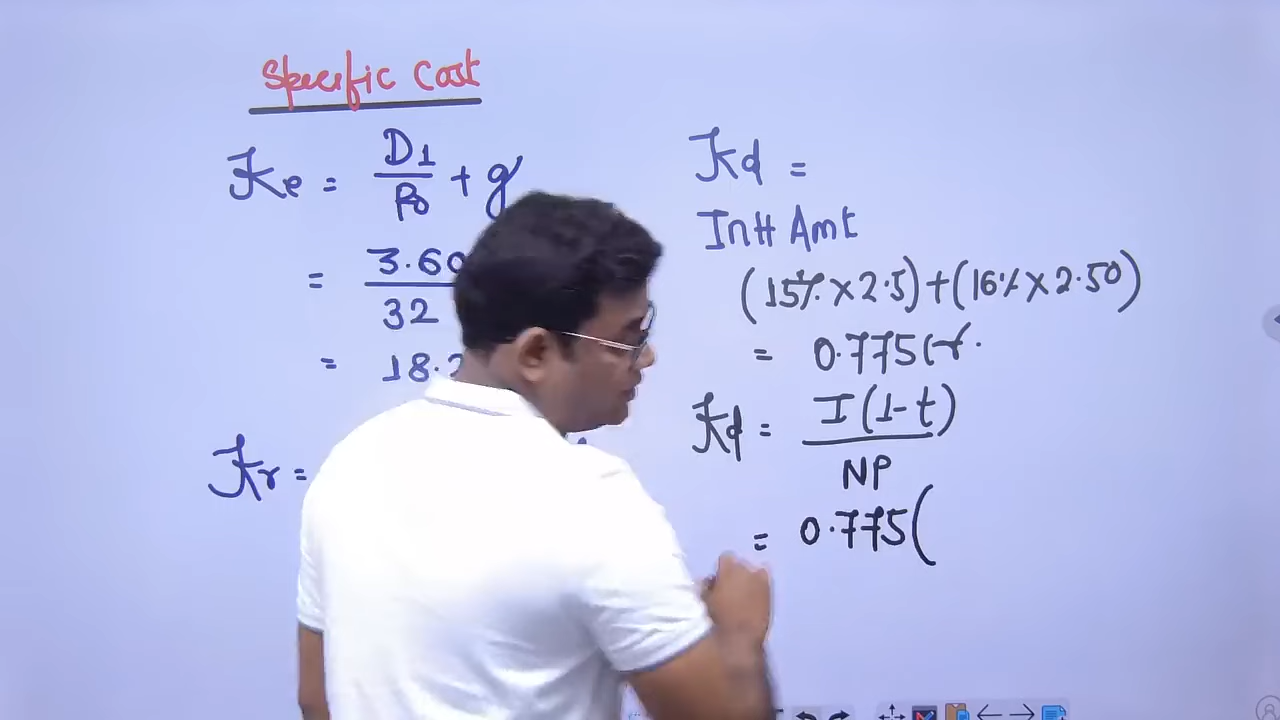 Specific Cost
Ke = D1/P0 + g
= 3.60/32
= 18.
Kr =
Kd =
Intt Amt
(15% × 2.5) + (16% × 2.50)
= 0.775 Cr.
Kd = I(1-t)/NP
= 0.775(